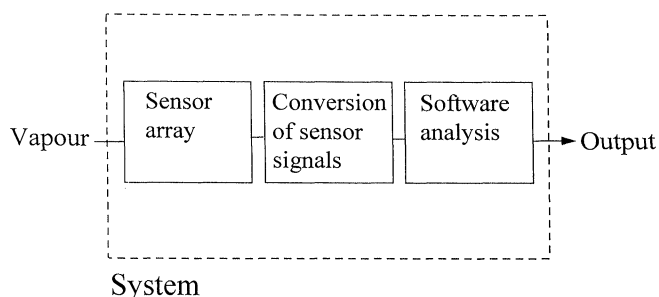 Vapour
Sensor
array
Conversion
of sensor
signals
Software
analysis
Output
System